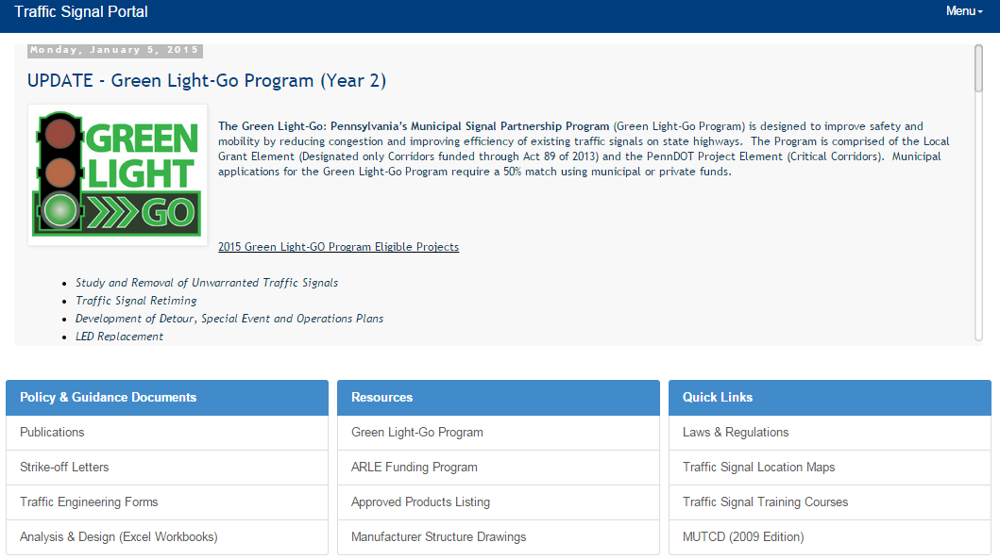 Traffic Signal Portal
Menu
Monday, January 5, 2015
UPDATE - Green Light-Go Program (Year 2)
GREEN
LIGHT
GO
The Green Light-Go: Pennsylvania's Municipal Signal Partnership Program (Green Light-Go Program) is designed to improve safety and
mobility by reducing congestion and improving efficiency of existing traffic signals on state highways. The Program is comprised of the Local
Grant Element (Designated only Corridors funded through Act 89 of 2013) and the PennDOT Project Element (Critical Corridors). Municipal
applications for the Green Light-Go Program require a 50% match using municipal or private funds.
2015 Green Light-GO Program Eligible Projects
Study and Removal of Unwarranted Traffic Signals
Traffic Signal Retiming
Development of Detour, Special Event and Operations Plans
LED Replacement
Policy & Guidance Documents
Publications
Strike-off Letters
Traffic Engineering Forms
Analysis & Design (Excel Workbooks)
Resources
Green Light-Go Program
ARLE Funding Program
Approved Products Listing
Manufacturer Structure Drawings
Quick Links
Laws & Regulations
Traffic Signal Location Maps
Traffic Signal Training Courses
MUTCD (2009 Edition)